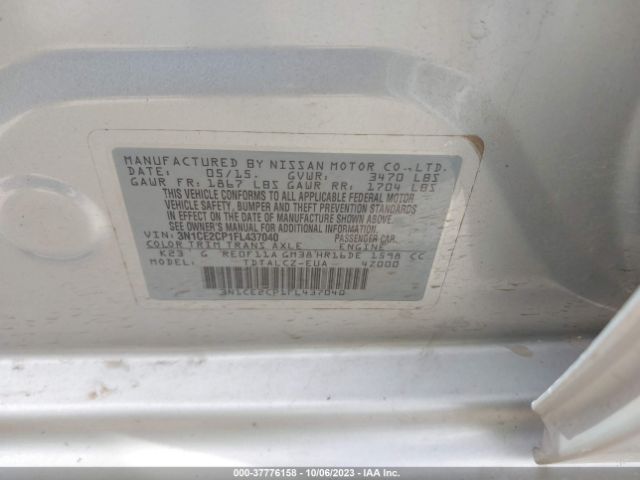 MANUFACTURED BY NISSAN MOTOR CO., LTD.
DATE: 05/15. GVWR: 3470 LBS
GAWR FR: 1867 LBS GAWR RR: 1704 LBS
THIS VEHICLE CONFORMS TO ALL APPLICABLE FEDERAL MOTOR
VEHICLE SAFETY, BUMPER AND THEFT PREVENTION STANDARDS
IN EFFECT ON THE DATE OF MANUFACTURE SHOWN ABOVE.
SEE OWNERS MANUAL FOR ADDITIONAL INFORMATION.
VIN: 3N1CE2CP1FL437040 PASSENGER CAR.
COLOR TRIM TRANS AXLE ENGINE
K23 G RE0F11A GM38 HR16DE 1598 CC
MODEL: TDTALCZ-EUA- 4Z000
3N1CE2CP1FL437040
000-37776158 | 10/06/2023 | IAA, Inc.